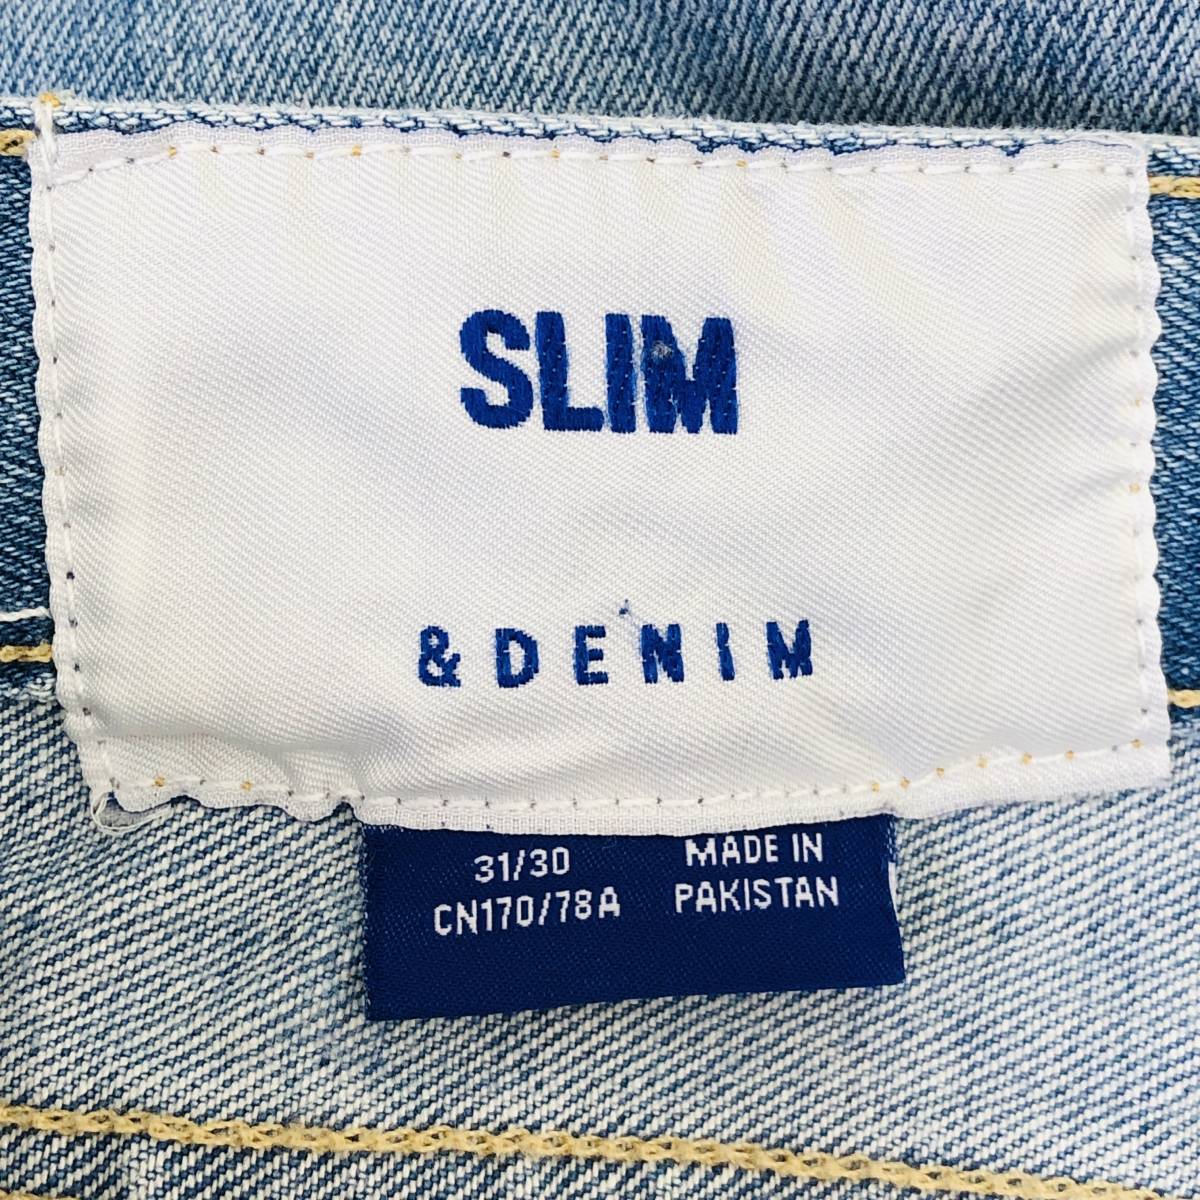 SLIM
& DENIM
31/30
CN170/78A
MADE IN
PAKISTAN